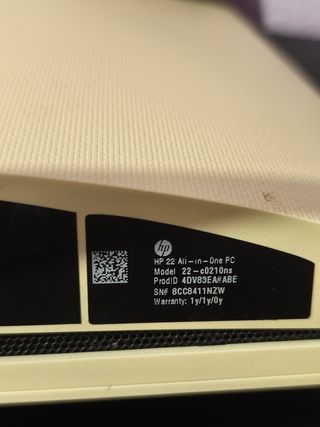 hp
HP 22 All-in-One PC
Model 22-c0210ns
ProdID 4DV83EA#ABE
SN# 8CC8411NZW
Warranty: 1y/1y/0y